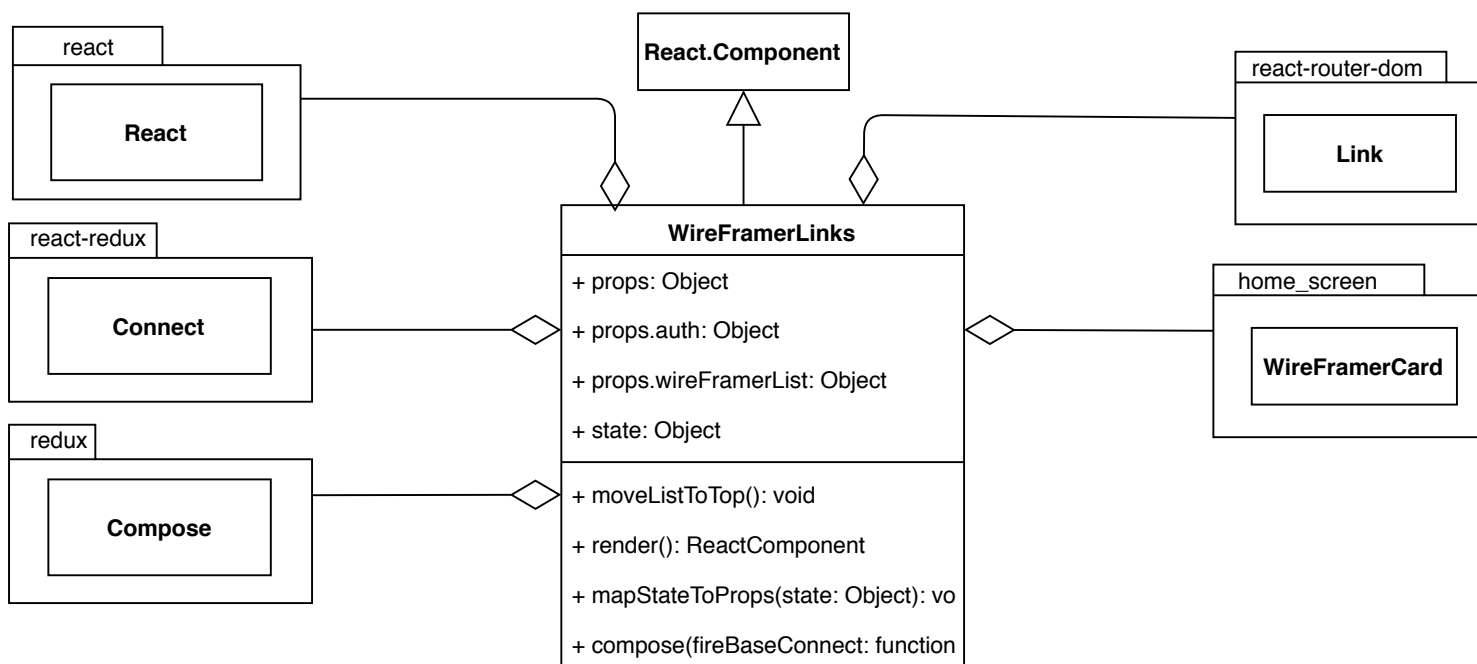 react
React
React.Component
react-router-dom
Link
react-redux
Connect
home_screen
WireFramerCard
redux
Compose
WireFramerLinks
+ props: Object
+ props.auth: Object
+ props.wireFramerList: Object
+ state: Object
+ moveListToTop(): void
+ render(): ReactComponent
+ mapStateToProps(state: Object): vo
+ compose(fireBaseConnect: function